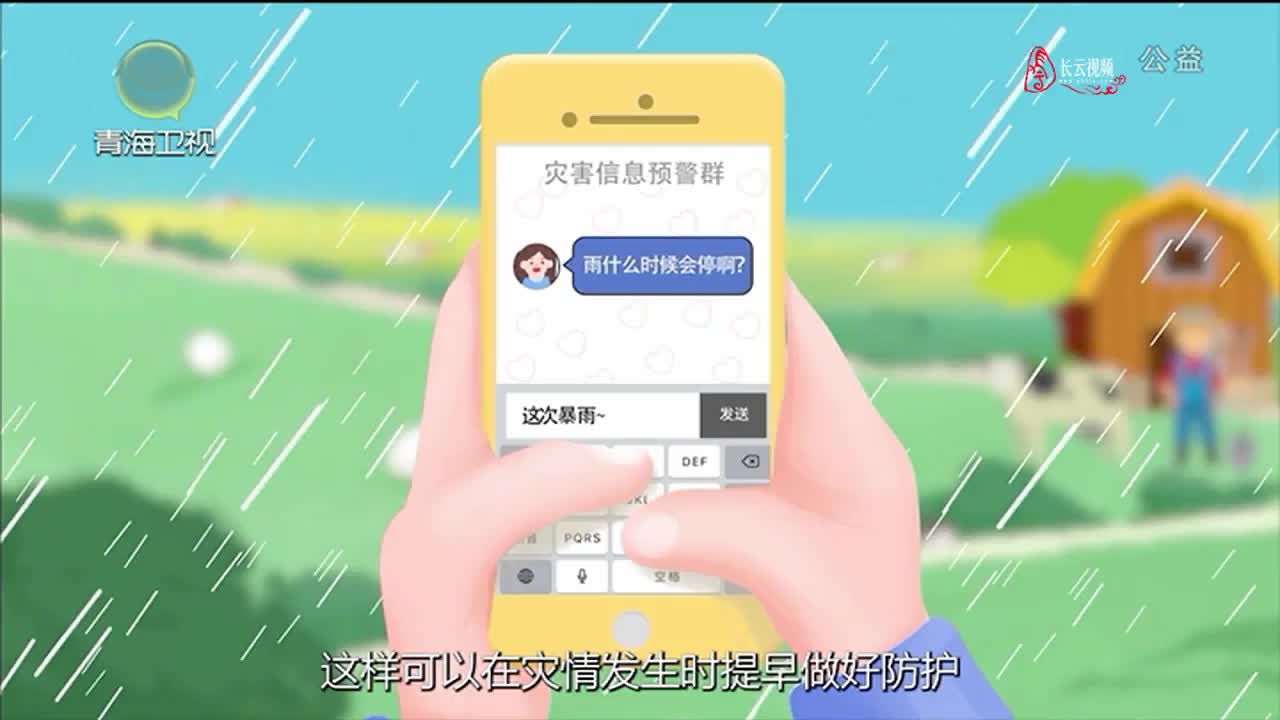 青海卫视
长云视频
公益
灾害信息预警群
雨什么时候会停啊?
这次暴雨~
发送
DEF
PQRS
空格
这样可以在灾情发生时提早做好防护